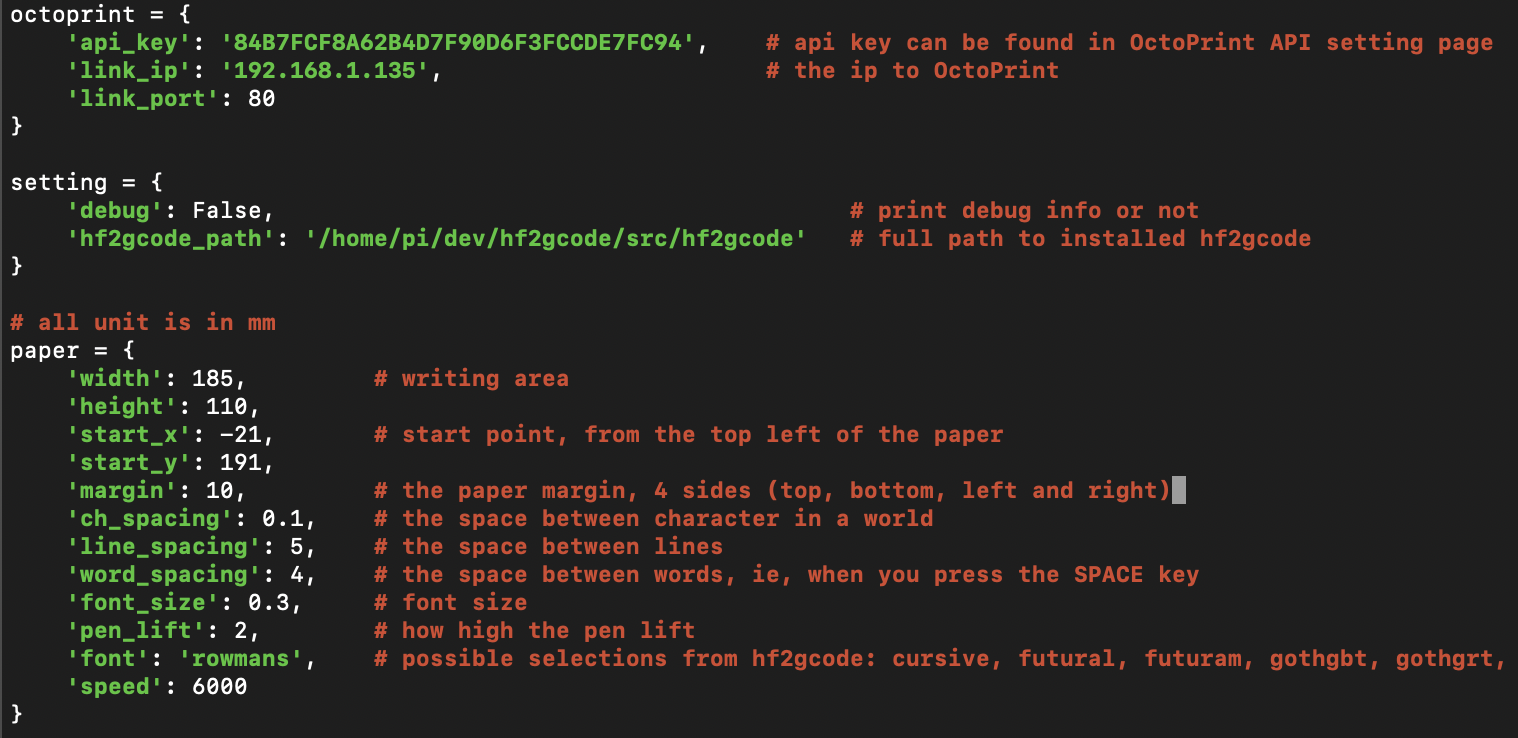 octoprint = {
    'api_key': '84B7FCF8A62B4D7F90D6F3FCCDE7FC94',    # api key can be found in OctoPrint API setting page
    'link_ip': '192.168.1.135',                       # the ip to OctoPrint
    'link_port': 80
}

setting = {
    'debug': False,                                         # print debug info or not
    'hf2gcode_path': '/home/pi/dev/hf2gcode/src/hf2gcode'   # full path to installed hf2gcode
}

# all unit is in mm
paper = {
    'width': 185,         # writing area
    'height': 110,
    'start_x': -21,       # start point, from the top left of the paper
    'start_y': 191,
    'margin': 10,         # the paper margin, 4 sides (top, bottom, left and right)
    'ch_spacing': 0.1,    # the space between character in a world
    'line_spacing': 5,    # the space between lines
    'word_spacing': 4,    # the space between words, ie, when you press the SPACE key
    'font_size': 0.3,     # font size
    'pen_lift': 2,        # how high the pen lift
    'font': 'rowmans',    # possible selections from hf2gcode: cursive, futural, futuram, gothgbt, gothgrt,
    'speed': 6000
}